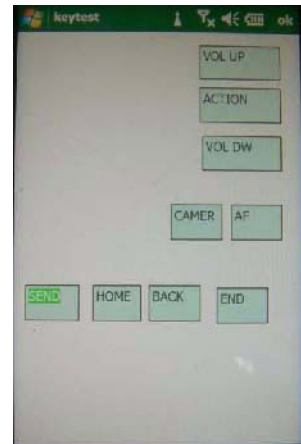 keytest ok
VOL UP
ACTION
VOL DW
CAMER AF
SEND HOME BACK END